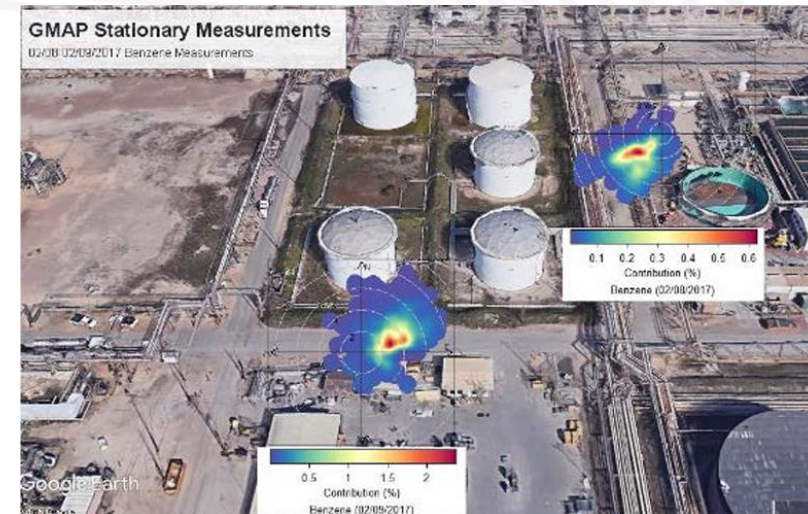 GMAP Stationary Measurements
02/08-02/09/2017 Benzene Measurements
0.1 0.2 0.3 0.4 0.5 0.6
Contribution (%)
Benzene (02/08/2017)
0.5 1 1.5 2
Contribution (%)
Benzene (02/09/2017)
Google Earth